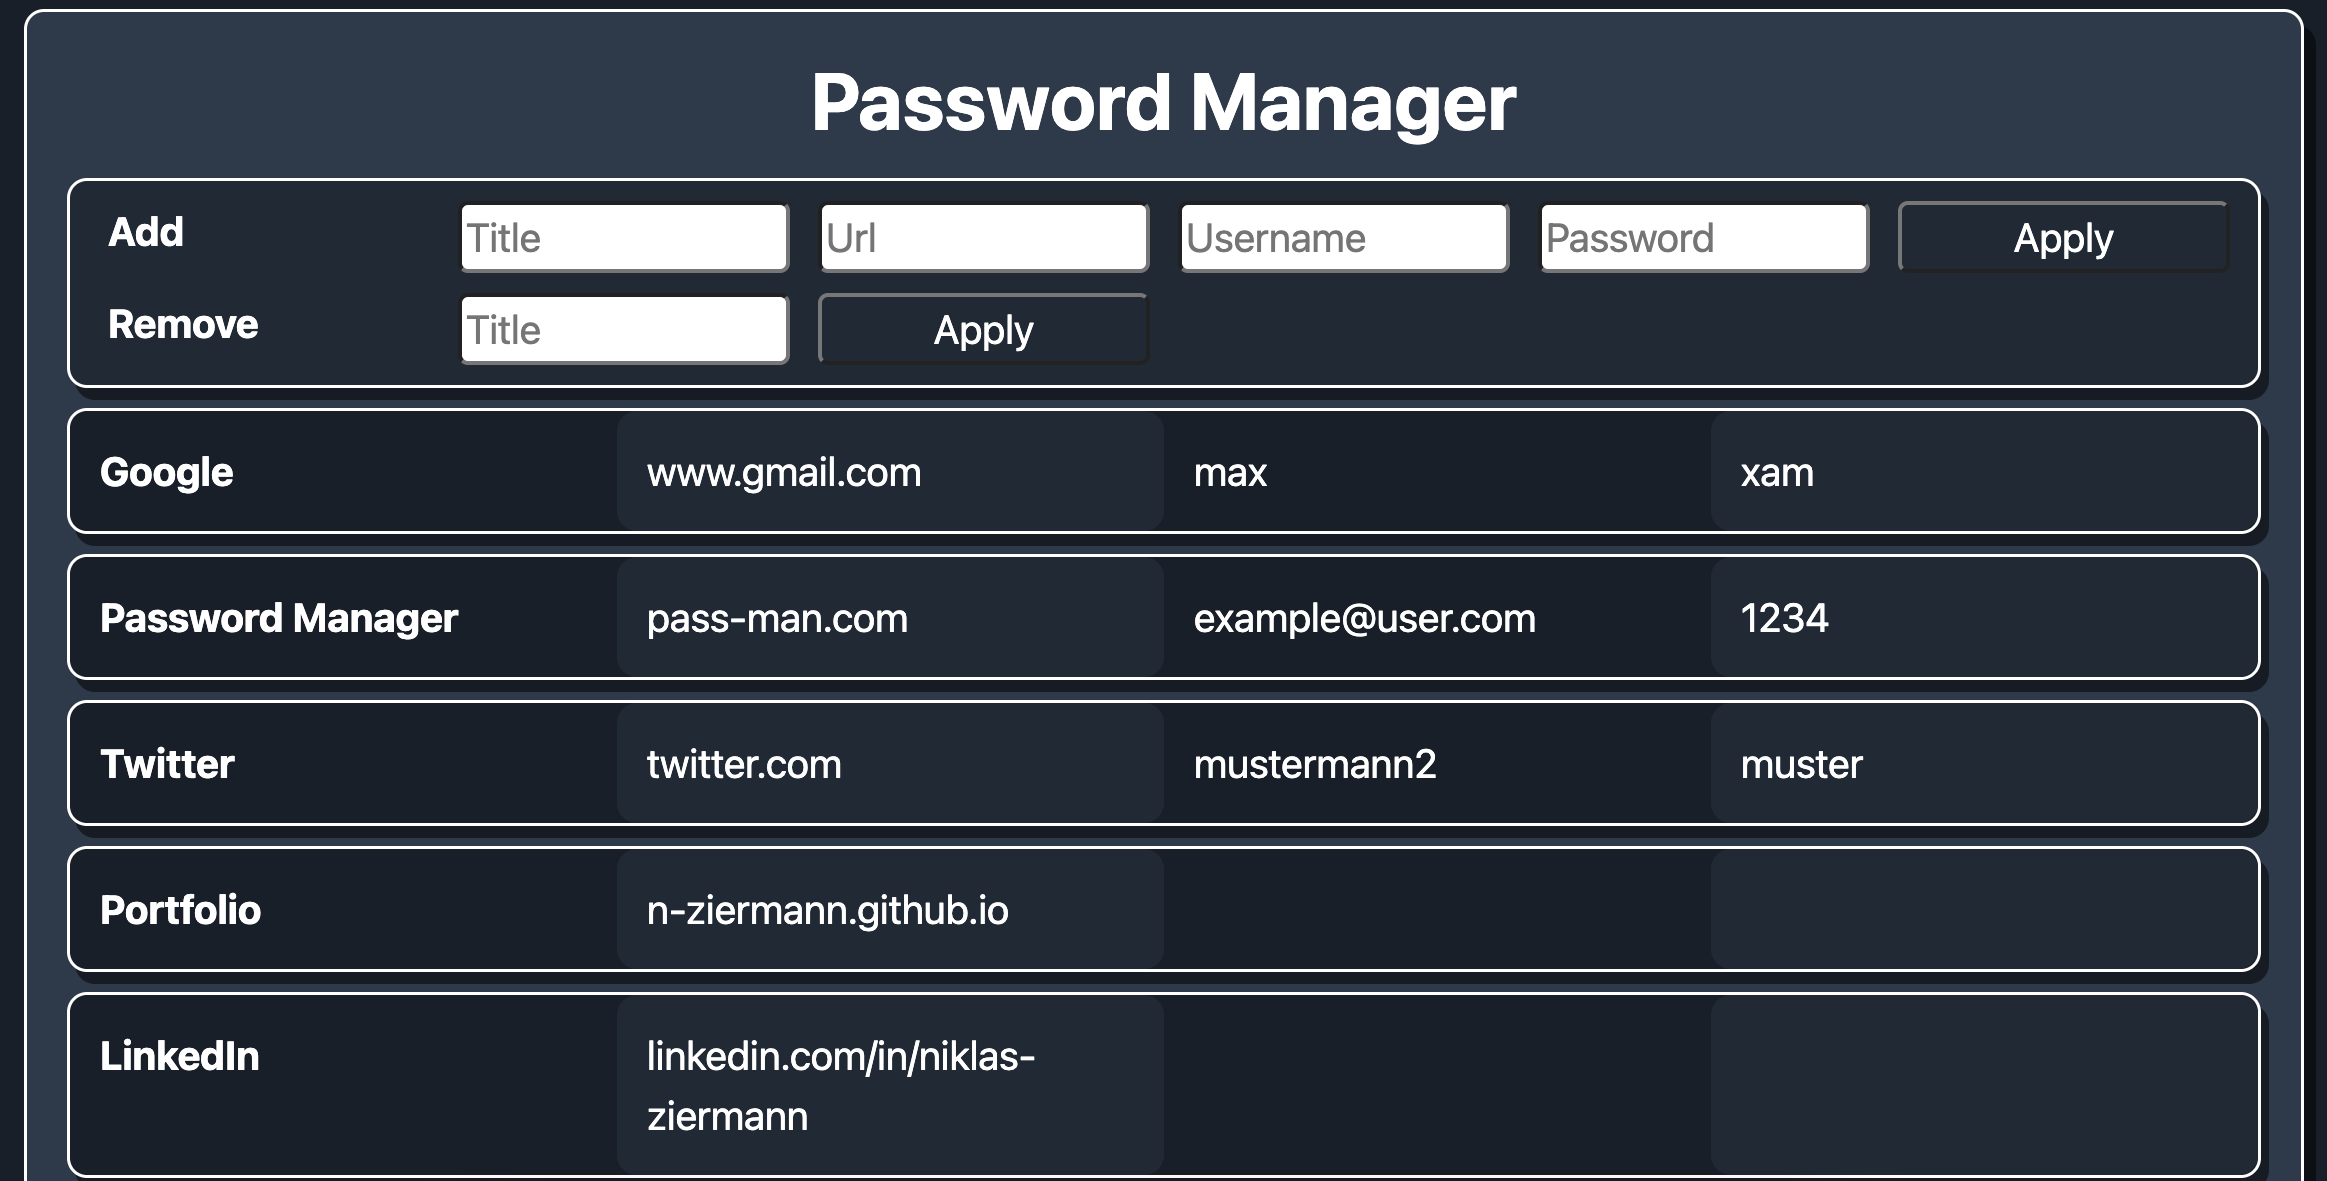 Password Manager
Add Title Url Username Password Apply
Remove Title Apply
Google www.gmail.com max xam
Password Manager pass-man.com example@user.com 1234
Twitter twitter.com mustermann2 muster
Portfolio n-ziermann.github.io
LinkedIn linkedin.com/in/niklas-
ziermann